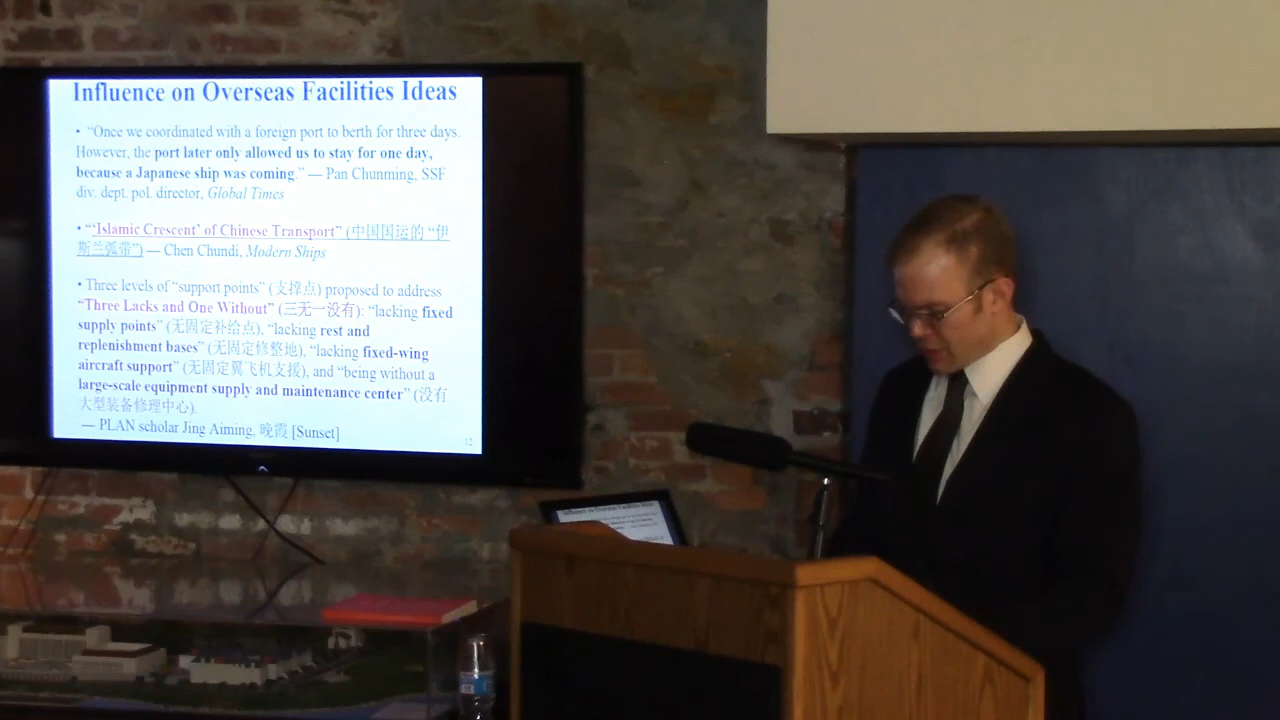 Influence on Overseas Facilities Ideas
• “Once we coordinated with a foreign port to berth for three days.
However, the port later only allowed us to stay for one day,
because a Japanese ship was coming.” — Pan Chunming, SSF
div. dept. pol. director, Global Times
• “‘Islamic Crescent’ of Chinese Transport” (中国国运的 “伊
斯兰弧带”) — Chen Chundi, Modern Ships
• Three levels of “support points” (支撑点) proposed to address
“Three Lacks and One Without” (三无一没有): “lacking fixed
supply points” (无固定补给点), “lacking rest and
replenishment bases” (无固定修整地), “lacking fixed-wing
aircraft support” (无固定翼飞机支援), and “being without a
large-scale equipment supply and maintenance center” (没有
大型装备修理中心).
— PLAN scholar Jing Aiming, 晚霞 [Sunset]
12
Influence on Overseas Facilities Ideas